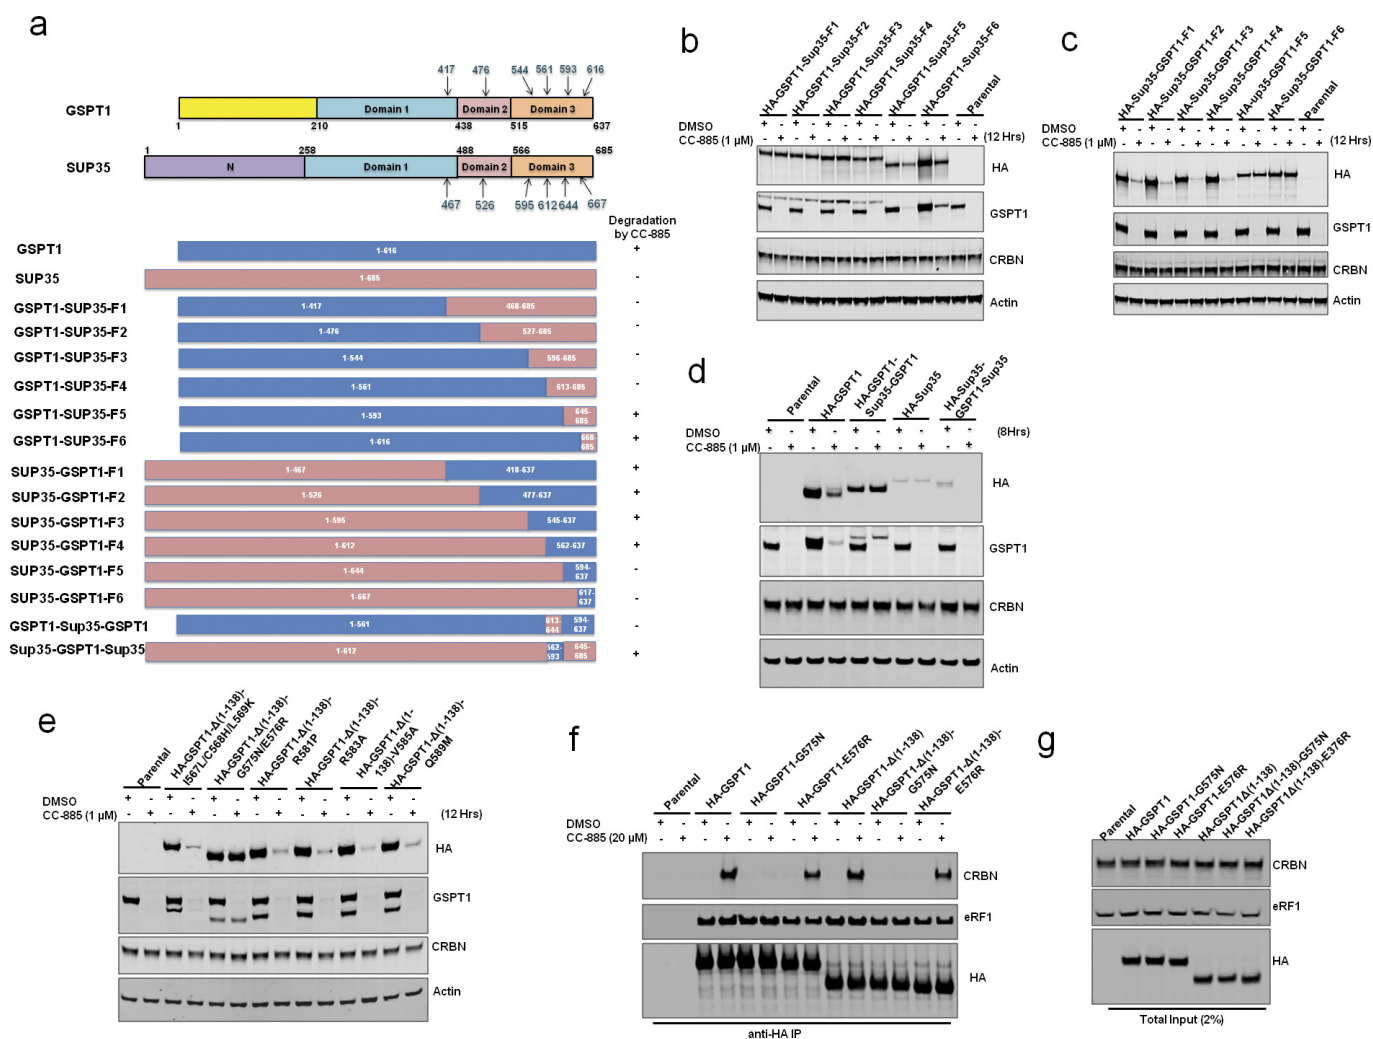 a
417 476 544 561 593 616
GSPT1
Domain 1 Domain 2 Domain 3
1 210 438 515 637
1 258 488 566 685
SUP35
N Domain 1 Domain 2 Domain 3
467 526 595 612 644 667
Degradation
by CC-885
GSPT1 1-616 +
SUP35 1-685 -
GSPT1-SUP35-F1 1-417 468-685 -
GSPT1-SUP35-F2 1-476 527-685 -
GSPT1-SUP35-F3 1-544 596-685 -
GSPT1-SUP35-F4 1-561 613-685 -
GSPT1-SUP35-F5 1-593 645-685 +
GSPT1-SUP35-F6 1-616 668-685 +
SUP35-GSPT1-F1 1-467 418-637 +
SUP35-GSPT1-F2 1-526 477-637 +
SUP35-GSPT1-F3 1-595 545-637 +
SUP35-GSPT1-F4 1-612 562-637 +
SUP35-GSPT1-F5 1-644 594-637 -
SUP35-GSPT1-F6 1-667 617-637 -
GSPT1-Sup35-GSPT1 1-561 613-644 594-637 -
Sup35-GSPT1-Sup35 1-612 562-593 645-685 +
b
HA-GSPT1-Sup35-F1
HA-GSPT1-Sup35-F2
HA-GSPT1-Sup35-F3
HA-GSPT1-Sup35-F4
HA-GSPT1-Sup35-F5
HA-GSPT1-Sup35-F6
Parental
DMSO + - + - + - + - + - + - + -
CC-885 (1 µM) - + - + - + - + - + - + - + (12 Hrs)
HA
GSPT1
CRBN
Actin
c
HA-Sup35-GSPT1-F1
HA-Sup35-GSPT1-F2
HA-Sup35-GSPT1-F3
HA-Sup35-GSPT1-F4
HA-up35-GSPT1-F5
HA-Sup35-GSPT1-F6
Parental
DMSO + - + - + - + - + - + - + -
CC-885 (1 µM) - + - + - + - + - + - + - + (12 Hrs)
HA
GSPT1
CRBN
Actin
d
Parental
HA-GSPT1
HA-GSPT1-
Sup35-GSPT1
HA-Sup35
HA-Sup35-
GSPT1-Sup35
DMSO + - + - + - + - + - (8Hrs)
CC-885 (1 µM) - + - + - + - + - +
HA
GSPT1
CRBN
Actin
e
Parental
HA-GSPT1-Δ(1-138)-
I567L/C568H/L569K
HA-GSPT1-Δ(1-138)-
G575N/E576R
HA-GSPT1-Δ(1-138)-
R581P
HA-GSPT1-Δ(1-138)-
R583A
HA-GSPT1-Δ(1-
138)-V585A
HA-GSPT1-Δ(1-138)-
Q589M
DMSO + - + - + - + - + - + - + -
CC-885 (1 µM) - + - + - + - + - + - + - + (12 Hrs)
HA
GSPT1
CRBN
Actin
f
Parental
HA-GSPT1
HA-GSPT1-G575N
HA-GSPT1-E576R
HA-GSPT1-Δ(1-138)
HA-GSPT1-Δ(1-138)-
G575N
HA-GSPT1-Δ(1-138)-
E576R
DMSO + - + - + - + - + - + - + -
CC-885 (20 µM) - + - + - + - + - + - + - +
CRBN
eRF1
HA
anti-HA IP
g
Parental
HA-GSPT1
HA-GSPT1-G575N
HA-GSPT1-E576R
HA-GSPT1Δ(1-138)
HA-GSPT1Δ(1-138)-G575N
HA-GSPT1Δ(1-138)-E376R
CRBN
eRF1
HA
Total Input (2%)